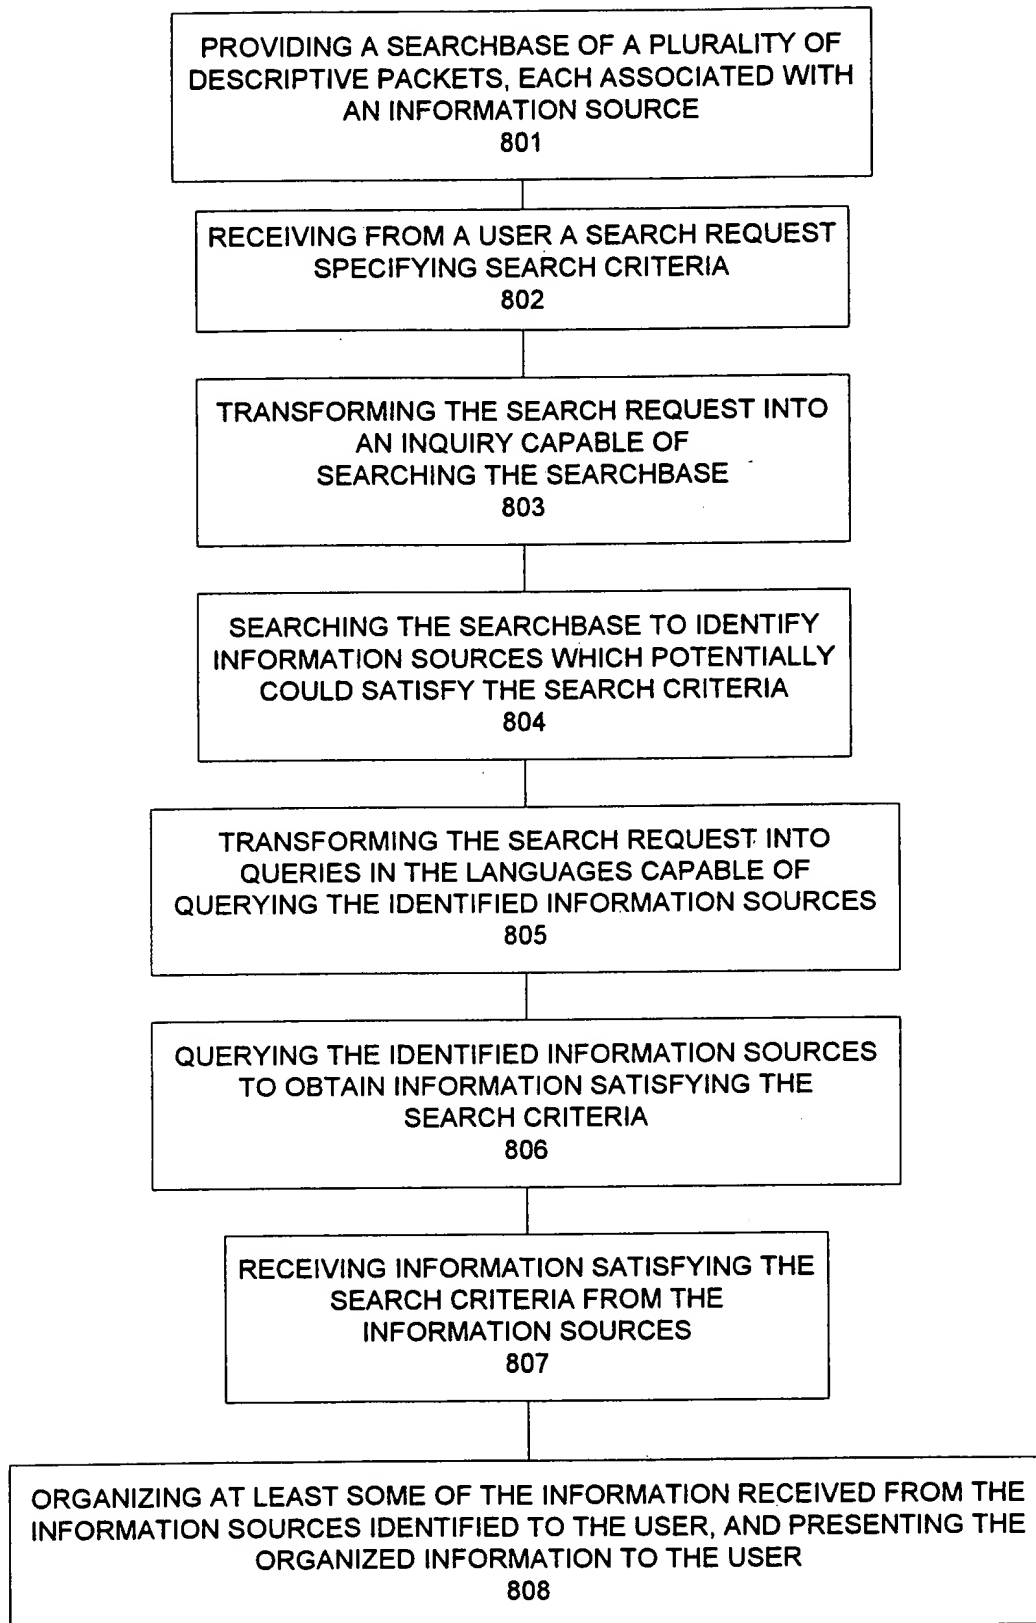 PROVIDING A SEARCHBASE OF A PLURALITY OF
DESCRIPTIVE PACKETS, EACH ASSOCIATED WITH
AN INFORMATION SOURCE
801
RECEIVING FROM A USER A SEARCH REQUEST
SPECIFYING SEARCH CRITERIA
802
TRANSFORMING THE SEARCH REQUEST INTO
AN INQUIRY CAPABLE OF
SEARCHING THE SEARCHBASE
803
SEARCHING THE SEARCHBASE TO IDENTIFY
INFORMATION SOURCES WHICH POTENTIALLY
COULD SATISFY THE SEARCH CRITERIA
804
TRANSFORMING THE SEARCH REQUEST INTO
QUERIES IN THE LANGUAGES CAPABLE OF
QUERYING THE IDENTIFIED INFORMATION SOURCES
805
QUERYING THE IDENTIFIED INFORMATION SOURCES
TO OBTAIN INFORMATION SATISFYING THE
SEARCH CRITERIA
806
RECEIVING INFORMATION SATISFYING THE
SEARCH CRITERIA FROM THE
INFORMATION SOURCES
807
ORGANIZING AT LEAST SOME OF THE INFORMATION RECEIVED FROM THE
INFORMATION SOURCES IDENTIFIED TO THE USER, AND PRESENTING THE
ORGANIZED INFORMATION TO THE USER
808